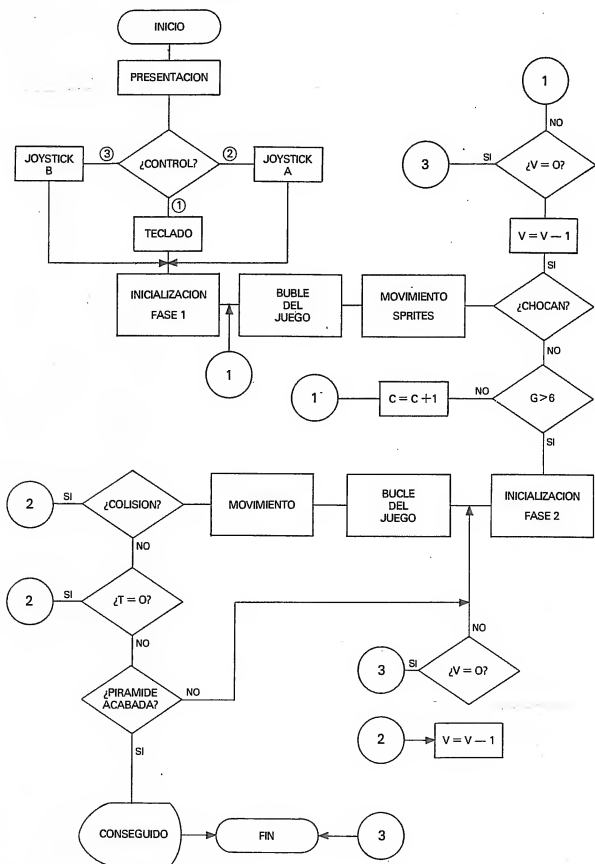 INICIO
PRESENTACION
¿CONTROL?
③
②
①
JOYSTICK
B
JOYSTICK
A
TECLADO
INICIALIZACION
FASE 1
BUBLE
DEL
JUEGO
MOVIMIENTO
SPRITES
1
1
NO
¿V = O?
SI
3
V = V — 1
SI
¿CHOCAN?
NO
G>6
NO
C = C +1
1
SI
INICIALIZACION
FASE 2
BUCLE
DEL
JUEGO
MOVIMIENTO
¿COLISION?
SI
2
NO
¿T = O?
SI
2
NO
¿PIRAMIDE
ACABADA?
NO
SI
NO
¿V = O?
SI
3
2
V = V — 1
CONSEGUIDO
FIN
3